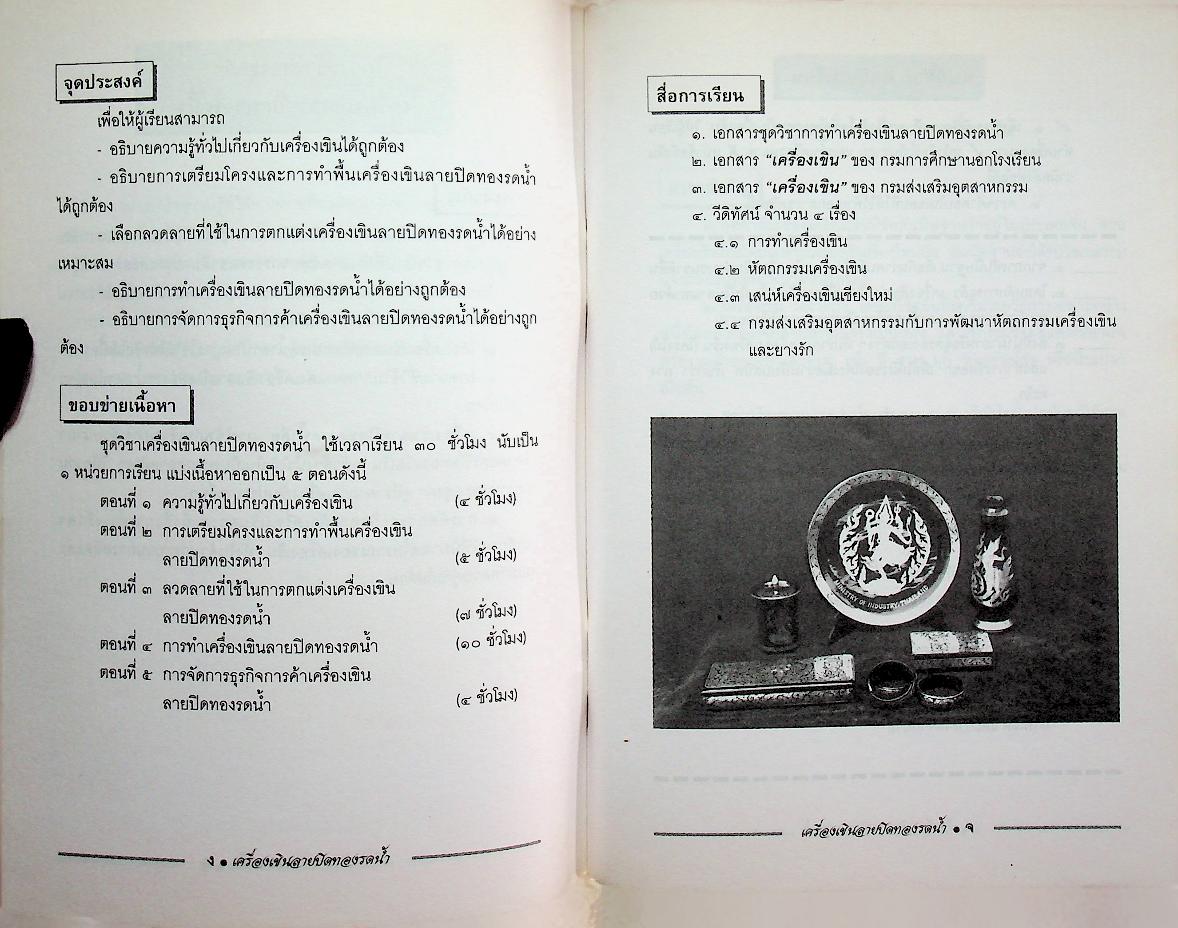 จุดประสงค์
เพื่อให้ผู้เรียนสามารถ
- อธิบายความรู้ทั่วไปเกี่ยวกับเครื่องเขินได้ถูกต้อง
- อธิบายการเตรียมโครงและการทำพื้นเครื่องเขินลายปิดทองรดน้ำ
ได้ถูกต้อง
- เลือกลวดลายที่ใช้ในการตกแต่งเครื่องเขินลายปิดทองรดน้ำได้อย่าง
เหมาะสม
- อธิบายการทำเครื่องเขินลายปิดทองรดน้ำได้อย่างถูกต้อง
- อธิบายการจัดการธุรกิจการค้าเครื่องเขินลายปิดทองรดน้ำได้อย่างถูก
ต้อง
ขอบข่ายเนื้อหา
ชุดวิชาเครื่องเขินลายปิดทองรดน้ำ ใช้เวลาเรียน ๓๐ ชั่วโมง นับเป็น
๑ หน่วยการเรียน แบ่งเนื้อหาออกเป็น ๕ ตอนดังนี้
ตอนที่ ๑ ความรู้ทั่วไปเกี่ยวกับเครื่องเขิน (๔ ชั่วโมง)
ตอนที่ ๒ การเตรียมโครงและการทำพื้นเครื่องเขิน
ลายปิดทองรดน้ำ (๕ ชั่วโมง)
ตอนที่ ๓ ลวดลายที่ใช้ในการตกแต่งเครื่องเขิน
ลายปิดทองรดน้ำ (๗ ชั่วโมง)
ตอนที่ ๔ การทำเครื่องเขินลายปิดทองรดน้ำ (๑๐ ชั่วโมง)
ตอนที่ ๕ การจัดการธุรกิจการค้าเครื่องเขิน
ลายปิดทองรดน้ำ (๔ ชั่วโมง)
ง ● เครื่องเขินลายปิดทองรดน้ำ
สื่อการเรียน
๑. เอกสารชุดวิชาการทำเครื่องเขินลายปิดทองรดน้ำ
๒. เอกสาร “เครื่องเขิน” ของ กรมการศึกษานอกโรงเรียน
๓. เอกสาร “เครื่องเขิน” ของ กรมส่งเสริมอุตสาหกรรม
๔. วีดิทัศน์ จำนวน ๔ เรื่อง
๔.๑ การทำเครื่องเขิน
๔.๒ หัตถกรรมเครื่องเขิน
๔.๓ เสน่ห์เครื่องเขินเชียงใหม่
๔.๔ กรมส่งเสริมอุตสาหกรรมกับการพัฒนาหัตถกรรมเครื่องเขิน
และยางรัก
MINISTRY OF INDUSTRY, THAILAND
เครื่องเขินลายปิดทองรดน้ำ ● จ